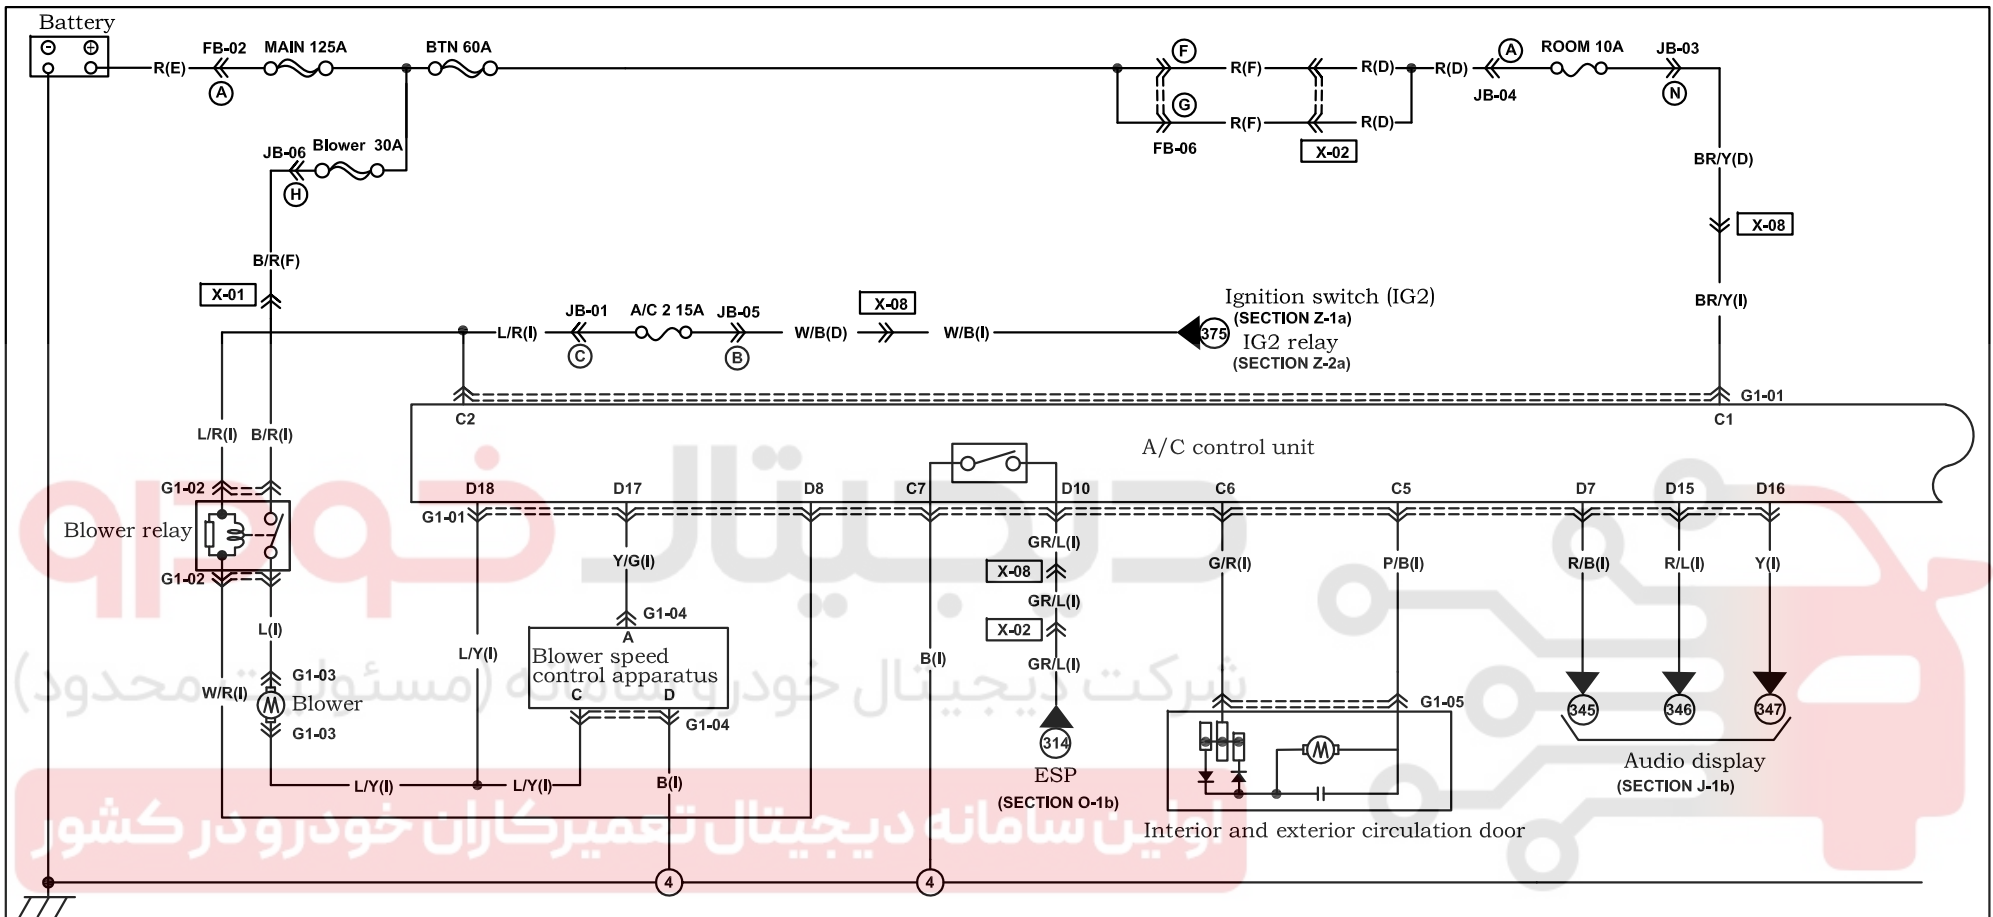 Battery
FB-02
MAIN 125A
BTN 60A
R(E)
A
F
R(F)
R(D)
R(D)
A
ROOM 10A
JB-03
JB-04
N
G
R(F)
R(D)
FB-06
X-02
JB-06
Blower 30A
H
BR/Y(D)
X-08
B/R(F)
X-01
BR/Y(I)
L/R(I)
JB-01
A/C 2 15A
JB-05
W/B(D)
X-08
W/B(I)
C
B
375
Ignition switch (IG2)
(SECTION Z-1a)
IG2 relay
(SECTION Z-2a)
G1-01
C2
C1
L/R(I)
B/R(I)
A/C control unit
G1-02
D18
D17
D8
C7
D10
C6
C5
D7
D15
D16
G1-01
Blower relay
G1-02
دیجیتال خودرو
Y/G(I)
GR/L(I)
X-08
GR/L(I)
X-02
GR/L(I)
G/R(I)
P/B(I)
R/B(I)
R/L(I)
Y(I)
G1-04
A
L(I)
L/Y(I)
B(I)
Blower speed
control apparatus
C
D
G1-04
W/R(I)
G1-03
M
Blower
G1-03
شرکت دیجیتال خودرو سامانه (مسئولیت محدود)
314
ESP
(SECTION O-1b)
G1-05
M
345
346
347
Audio display
(SECTION J-1b)
L/Y(I)
L/Y(I)
B(I)
Interior and exterior circulation door
اولین سامانه دیجیتال تعمیرکاران خودرو در کشور
4
4